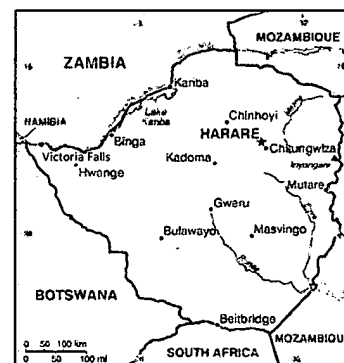 MOZAMBIQUE
ZAMBIA
Kariba
Lake
Kariba
Chinhoyi
HARARE
Chitungwiza
NAMIBIA
Binga
Victoria Falls
Hwange
Kadoma
Inyangani
Mutare
Gweru
Bulawayo
Masvingo
BOTSWANA
Beitbridge
0 50 100 km
0 50 100 mi
SOUTH AFRICA
MOZAMBIQUE